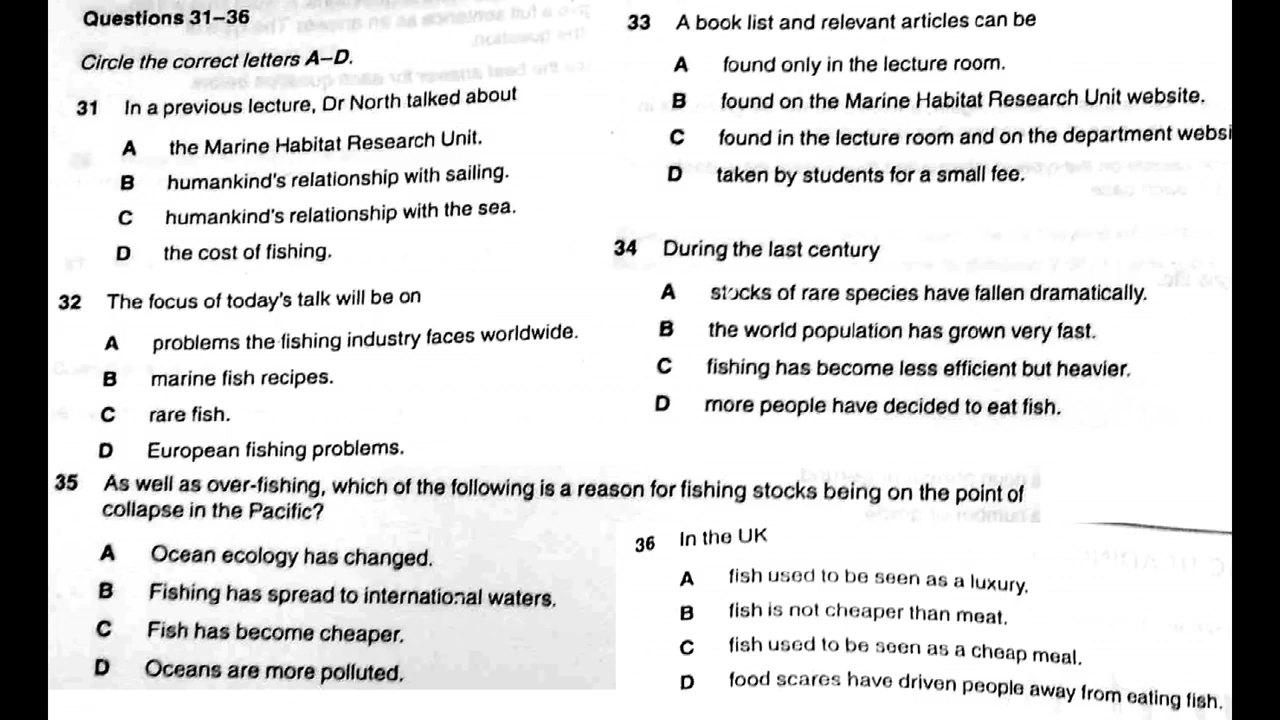 Questions 31–36
Circle the correct letters A–D.
31 In a previous lecture, Dr North talked about
A the Marine Habitat Research Unit.
B humankind's relationship with sailing.
C humankind's relationship with the sea.
D the cost of fishing.
32 The focus of today's talk will be on
A problems the fishing industry faces worldwide.
B marine fish recipes.
C rare fish.
D European fishing problems.
33 A book list and relevant articles can be
A found only in the lecture room.
B found on the Marine Habitat Research Unit website.
C found in the lecture room and on the department websi
D taken by students for a small fee.
34 During the last century
A stocks of rare species have fallen dramatically.
B the world population has grown very fast.
C fishing has become less efficient but heavier.
D more people have decided to eat fish.
35 As well as over-fishing, which of the following is a reason for fishing stocks being on the point of
collapse in the Pacific?
A Ocean ecology has changed.
B Fishing has spread to international waters.
C Fish has become cheaper.
D Oceans are more polluted.
36 In the UK
A fish used to be seen as a luxury.
B fish is not cheaper than meat.
C fish used to be seen as a cheap meal.
D food scares have driven people away from eating fish.